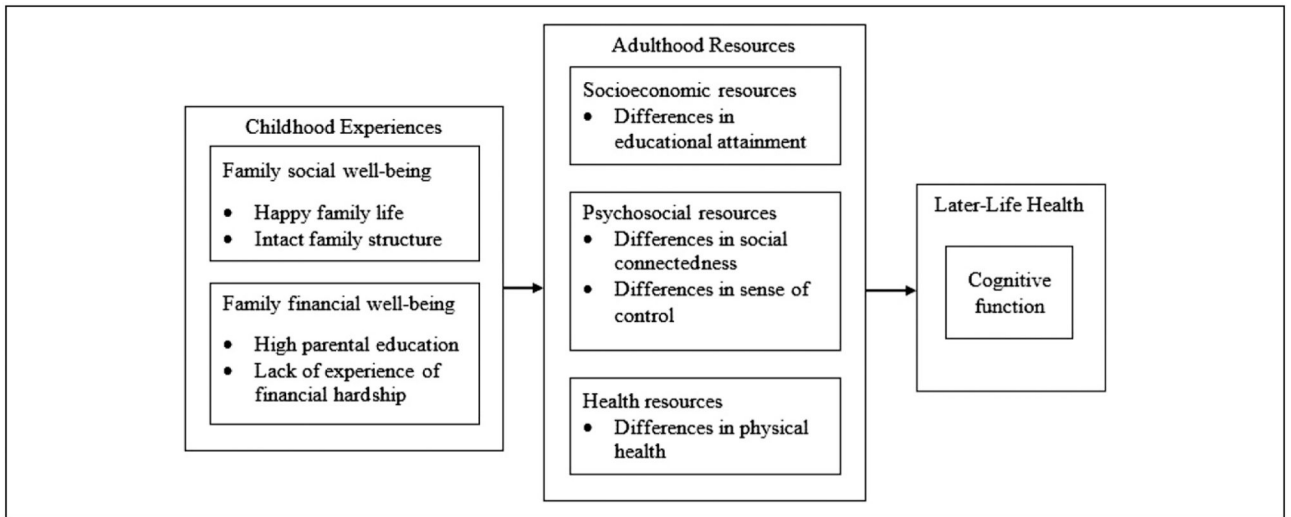 Childhood Experiences
Family social well-being
• Happy family life
• Intact family structure
Family financial well-being
• High parental education
• Lack of experience of
financial hardship
Adulthood Resources
Socioeconomic resources
• Differences in
educational attainment
Psychosocial resources
• Differences in social
connectedness
• Differences in sense of
control
Health resources
• Differences in physical
health
Later-Life Health
Cognitive
function